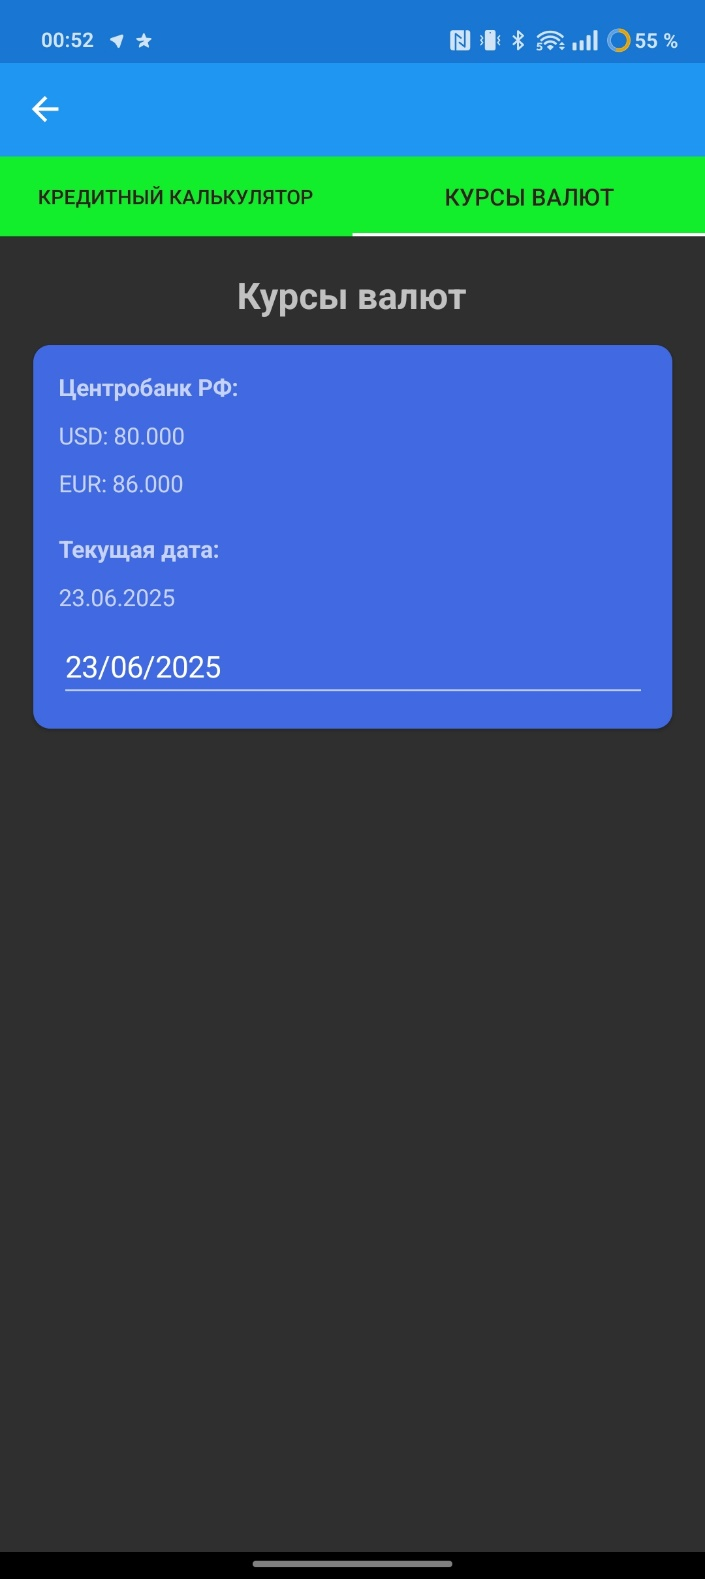 00:52
55 %
КРЕДИТНЫЙ КАЛЬКУЛЯТОР
КУРСЫ ВАЛЮТ
Курсы валют
Центробанк РФ:
USD: 80.000
EUR: 86.000
Текущая дата:
23.06.2025
23/06/2025